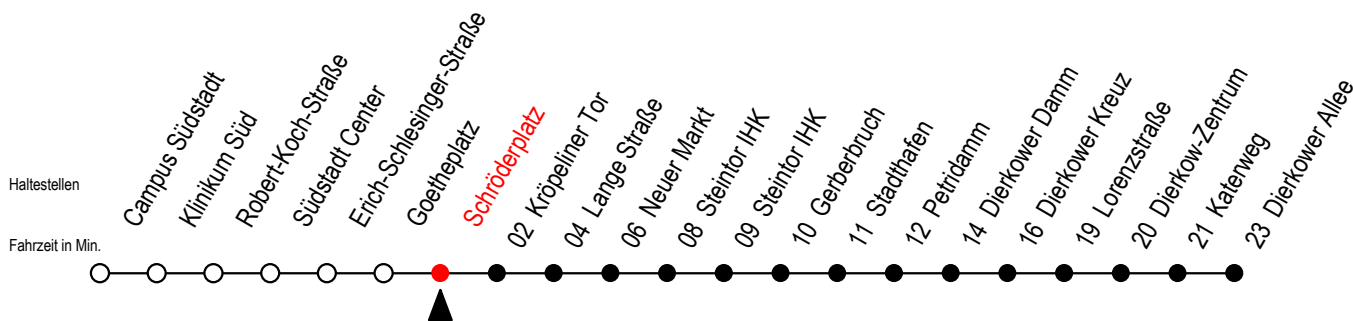 Haltestellen
Fahrzeit in Min.
Campus Südstadt
Klinikum Süd
Robert-Koch-Straße
Südstadt Center
Erich-Schlesinger-Straße
Goetheplatz
Schröderplatz
02 Kröpeliner Tor
04 Lange Straße
06 Neuer Markt
08 Steintor IHK
09 Steintor IHK
10 Gerberbruch
11 Stadthafen
12 Petridamm
14 Dierkower Damm
16 Dierkower Kreuz
19 Lorenzstraße
20 Dierkow-Zentrum
21 Katerweg
23 Dierkower Allee